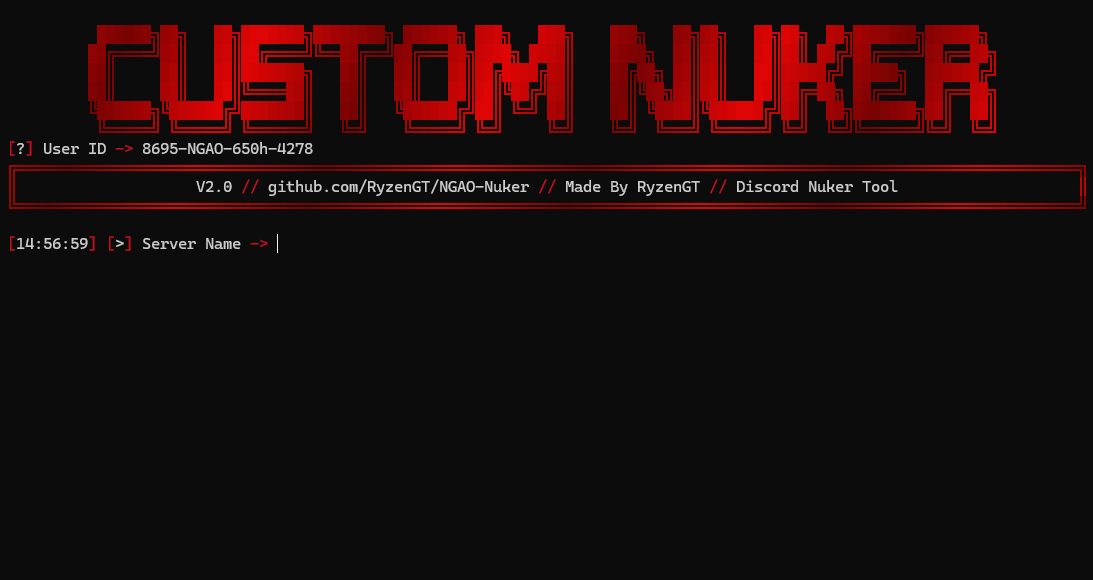 CUSTOM NUKER
[?] User ID -> 8695-NGAO-650h-4278
V2.0 // github.com/RyzenGT/NGAO-Nuker // Made By RyzenGT // Discord Nuker Tool
[14:56:59] [>] Server Name ->